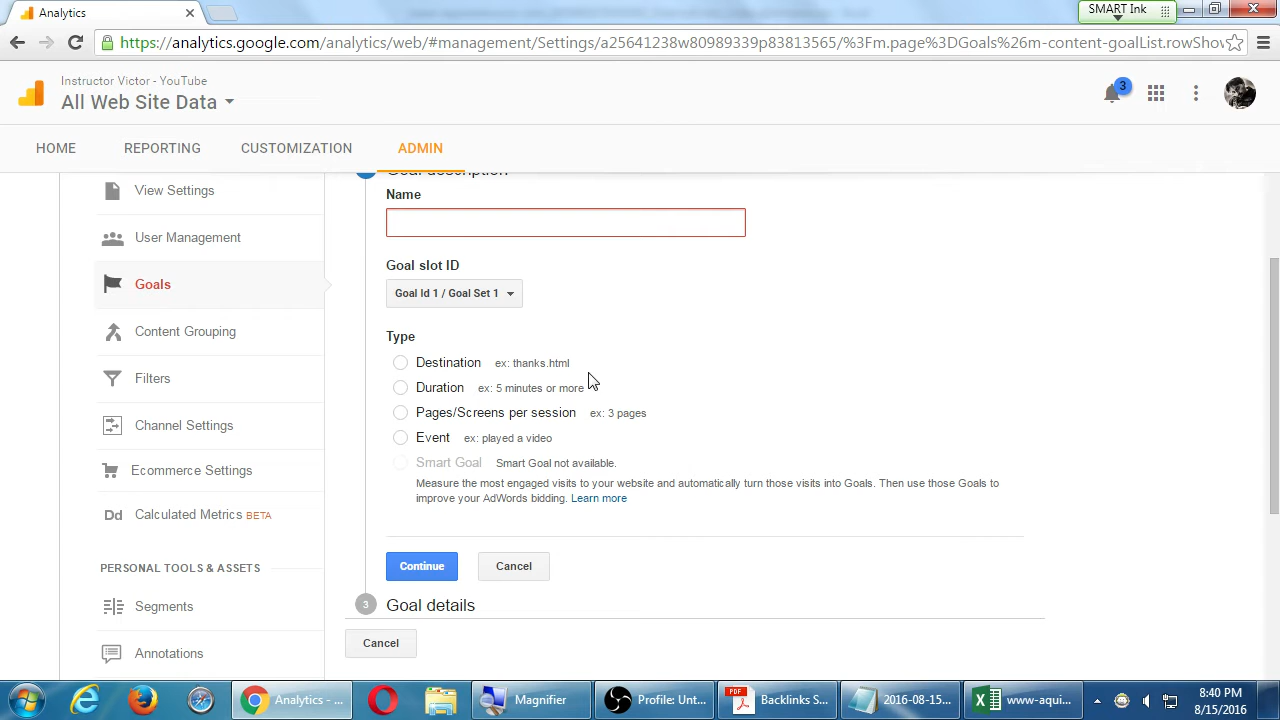 Analytics
SMART Ink
https://analytics.google.com/analytics/web/#management/Settings/a25641238w80989339p83813565/%3Fm.page%3DGoals%26m-content-goalList.rowShov
Instructor Victor - YouTube
All Web Site Data
3
HOME
REPORTING
CUSTOMIZATION
ADMIN
View Settings
User Management
Goals
Content Grouping
Filters
Channel Settings
Ecommerce Settings
Dd Calculated Metrics BETA
PERSONAL TOOLS & ASSETS
Segments
Annotations
Goal description
Name
Goal slot ID
Goal Id 1 / Goal Set 1
Type
Destination ex: thanks.html
Duration ex: 5 minutes or more
Pages/Screens per session ex: 3 pages
Event ex: played a video
Smart Goal Smart Goal not available.
Measure the most engaged visits to your website and automatically turn those visits into Goals. Then use those Goals to
improve your AdWords bidding. Learn more
Continue
Cancel
3 Goal details
Cancel
Analytics - ...
Magnifier
Profile: Unt...
PDF
Backlinks S...
2016-08-15...
www-aqui...
8:40 PM
8/15/2016